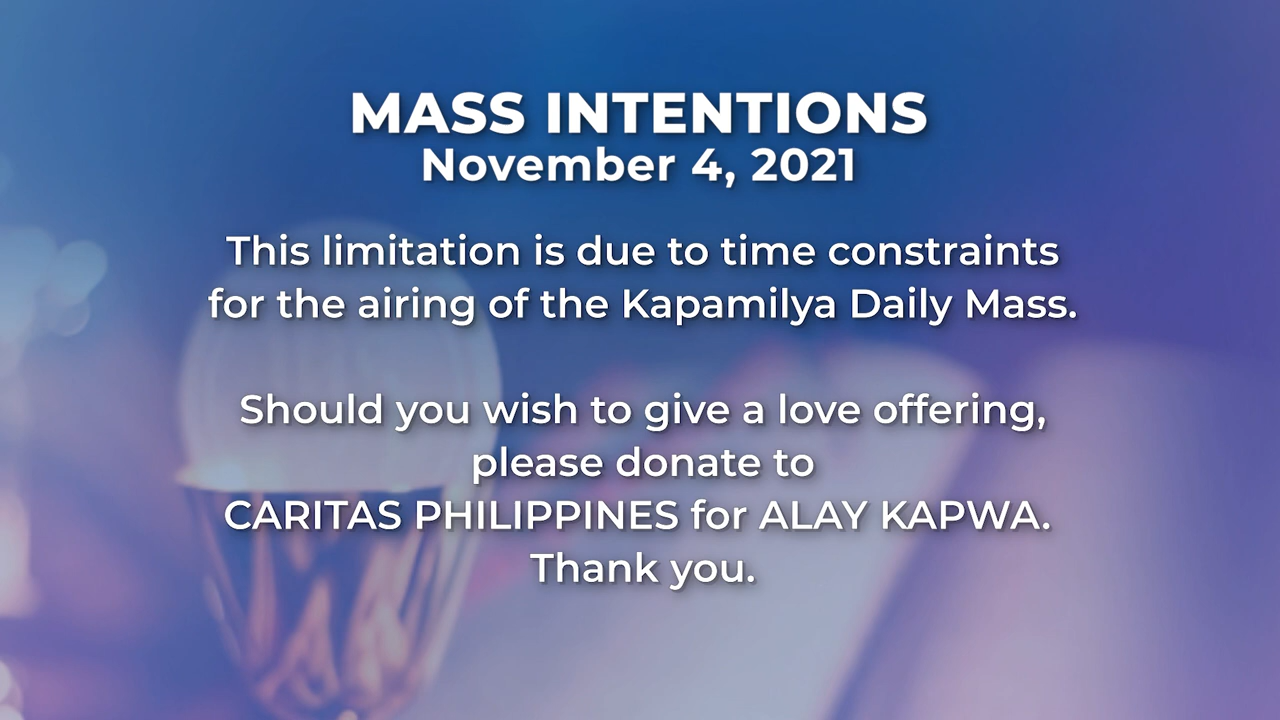 MASS INTENTIONS
November 4, 2021
This limitation is due to time constraints
for the airing of the Kapamilya Daily Mass.
Should you wish to give a love offering,
please donate to
CARITAS PHILIPPINES for ALAY KAPWA.
Thank you.